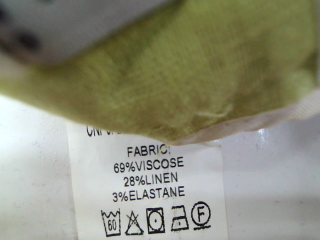 FABRIC:
69%VISCOSE
28%LINEN
3%ELASTANE
60
F